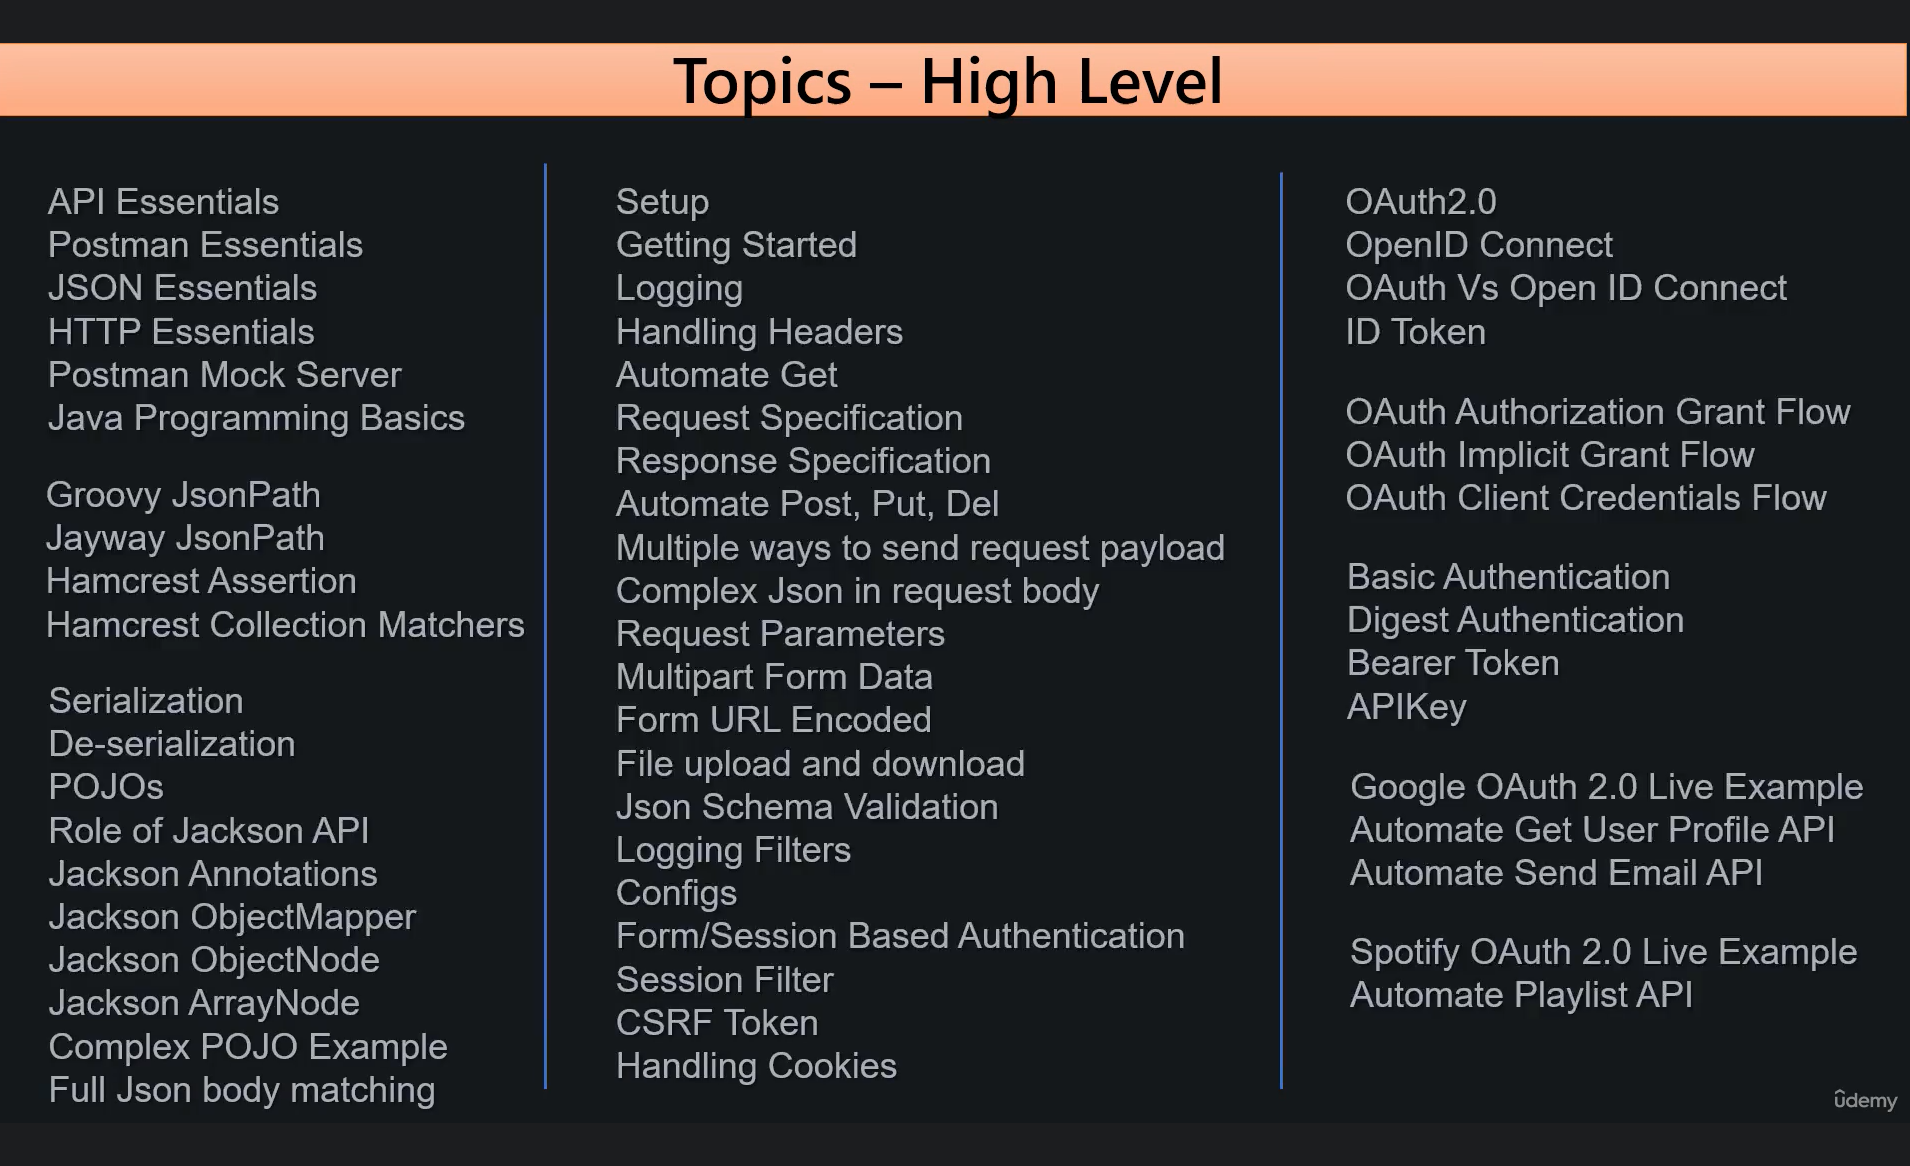 Topics – High Level
API Essentials
Postman Essentials
JSON Essentials
HTTP Essentials
Postman Mock Server
Java Programming Basics
Groovy JsonPath
Jayway JsonPath
Hamcrest Assertion
Hamcrest Collection Matchers
Serialization
De-serialization
POJOs
Role of Jackson API
Jackson Annotations
Jackson ObjectMapper
Jackson ObjectNode
Jackson ArrayNode
Complex POJO Example
Full Json body matching
Setup
Getting Started
Logging
Handling Headers
Automate Get
Request Specification
Response Specification
Automate Post, Put, Del
Multiple ways to send request payload
Complex Json in request body
Request Parameters
Multipart Form Data
Form URL Encoded
File upload and download
Json Schema Validation
Logging Filters
Configs
Form/Session Based Authentication
Session Filter
CSRF Token
Handling Cookies
OAuth2.0
OpenID Connect
OAuth Vs Open ID Connect
ID Token
OAuth Authorization Grant Flow
OAuth Implicit Grant Flow
OAuth Client Credentials Flow
Basic Authentication
Digest Authentication
Bearer Token
APIKey
Google OAuth 2.0 Live Example
Automate Get User Profile API
Automate Send Email API
Spotify OAuth 2.0 Live Example
Automate Playlist API
udemy